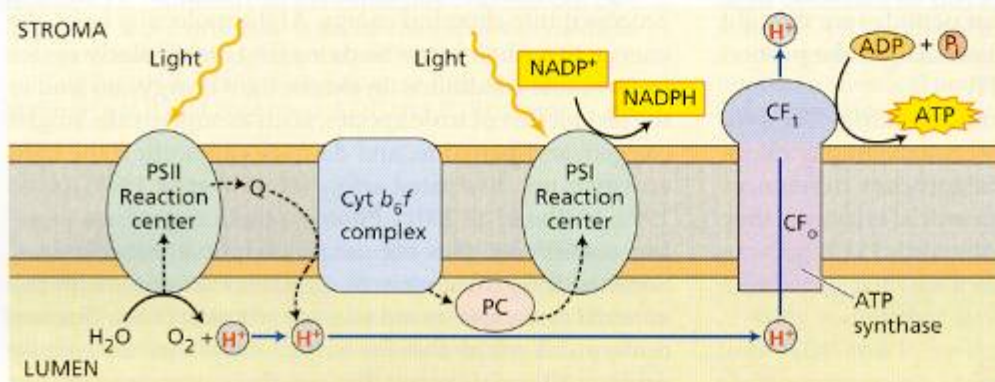 STROMA
Light
Light
NADP⁺
NADPH
H⁺
ADP + Pᵢ
ATP
CF₁
PSII
Reaction
center
Q
Cyt b₆f
complex
PSI
Reaction
center
CF₀
PC
ATP
synthase
H₂O
O₂ + H⁺
H⁺
H⁺
LUMEN